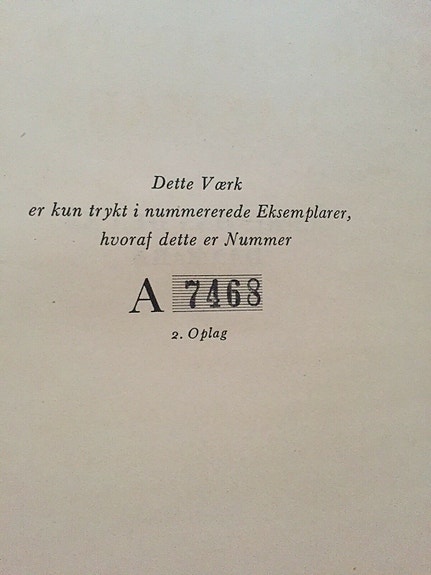 Dette Værk
er kun trykt i nummererede Eksemplarer,
hvoraf dette er Nummer
A 7468
2. Oplag